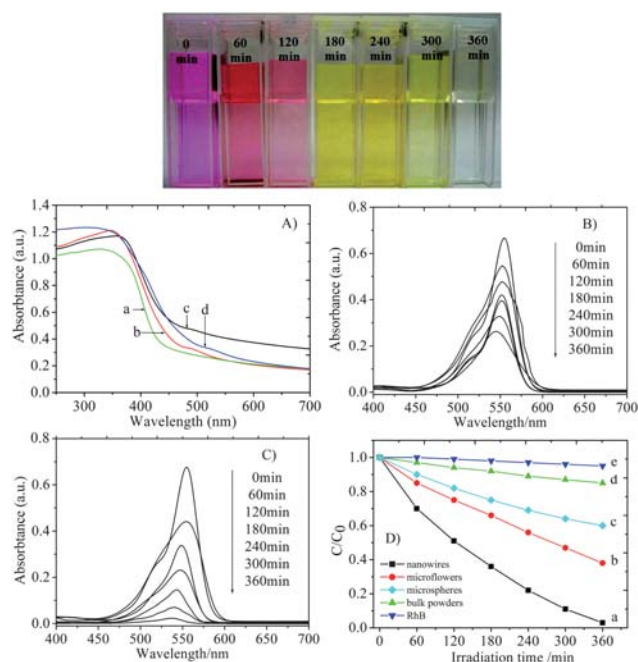 0 min
60 min
120 min
180 min
240 min
300 min
360 min
A)
Absorbtance (a.u.)
1.4
1.2
1.0
0.8
0.6
0.4
0.2
0.0
a
b
c
d
300 400 500 600 700
Wavelength (nm)
B)
Absorbance (a.u.)
0.8
0.6
0.4
0.2
0.0
0min
60min
120min
180min
240min
300min
360min
400 450 500 550 600 650 700
Wavelength/nm
C)
Absorbtance (a.u.)
0.8
0.6
0.4
0.2
0.0
0min
60min
120min
180min
240min
300min
360min
400 450 500 550 600 650 700
Wavelength/nm
D)
C/C0
1.0
0.8
0.6
0.4
0.2
0.0
e
d
c
b
a
nanowires
microflowers
microspheres
bulk powders
RhB
0 60 120 180 240 300 360
Irradiation time /min